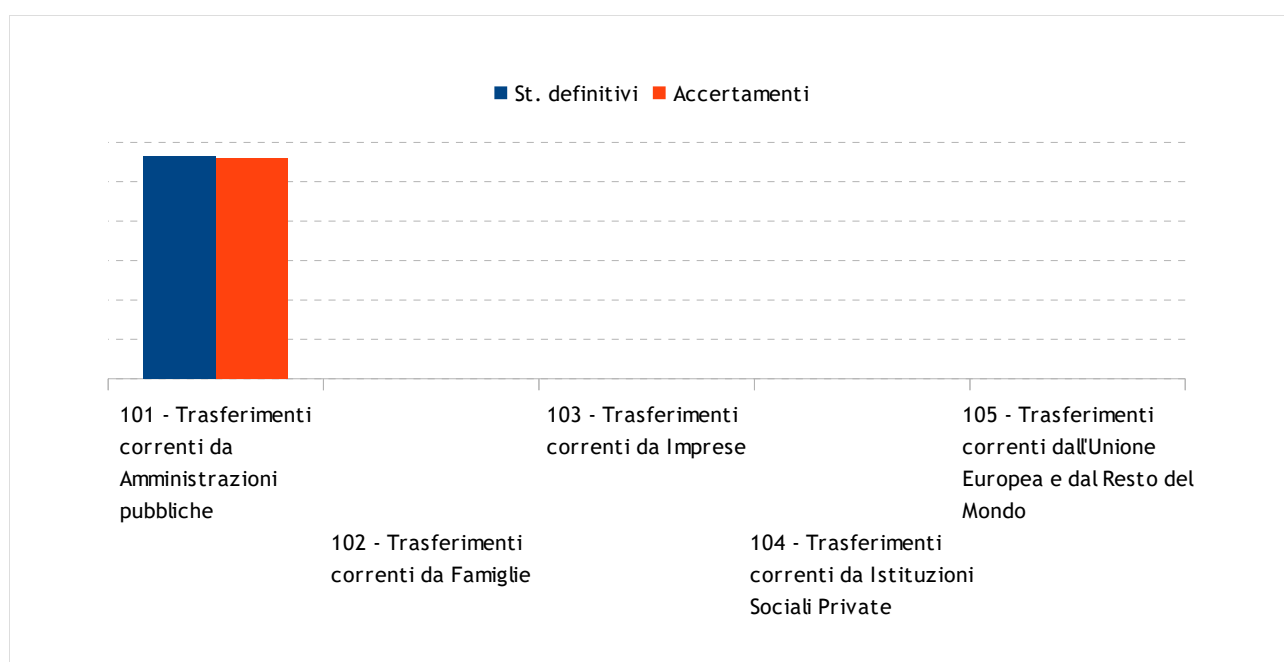 St. definitivi Accertamenti
101 - Trasferimenti
correnti da
Amministrazioni
pubbliche
102 - Trasferimenti
correnti da Famiglie
103 - Trasferimenti
correnti da Imprese
104 - Trasferimenti
correnti da Istituzioni
Sociali Private
105 - Trasferimenti
correnti dall'Unione
Europea e dal Resto del
Mondo